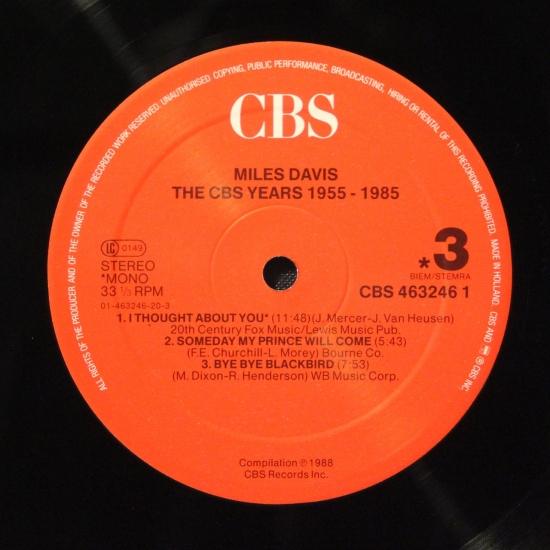 ALL RIGHTS OF THE PRODUCER AND OF THE OWNER OF THE RECORDED WORK RESERVED. UNAUTHORISED COPYING, PUBLIC PERFORMANCE, BROADCASTING, HIRING OR RENTAL OF THIS RECORDING PROHIBITED. MADE IN HOLLAND. CBS AND ℗ CBS INC.
CBS
MILES DAVIS
THE CBS YEARS 1955 - 1985
LC 0149
STEREO
*MONO
33 ⅓ RPM
01-463246-20-3
*3
BIEM/STEMRA
CBS 463246 1
1. I THOUGHT ABOUT YOU* (11:48)(J. Mercer-J. Van Heusen)
20th Century Fox Music/Lewis Music Pub.
2. SOMEDAY MY PRINCE WILL COME (5:43)
(F.E. Churchill-L. Morey) Bourne Co.
3. BYE BYE BLACKBIRD (7:53)
(M. Dixon-R. Henderson) WB Music Corp.
Compilation ℗ 1988
CBS Records Inc.